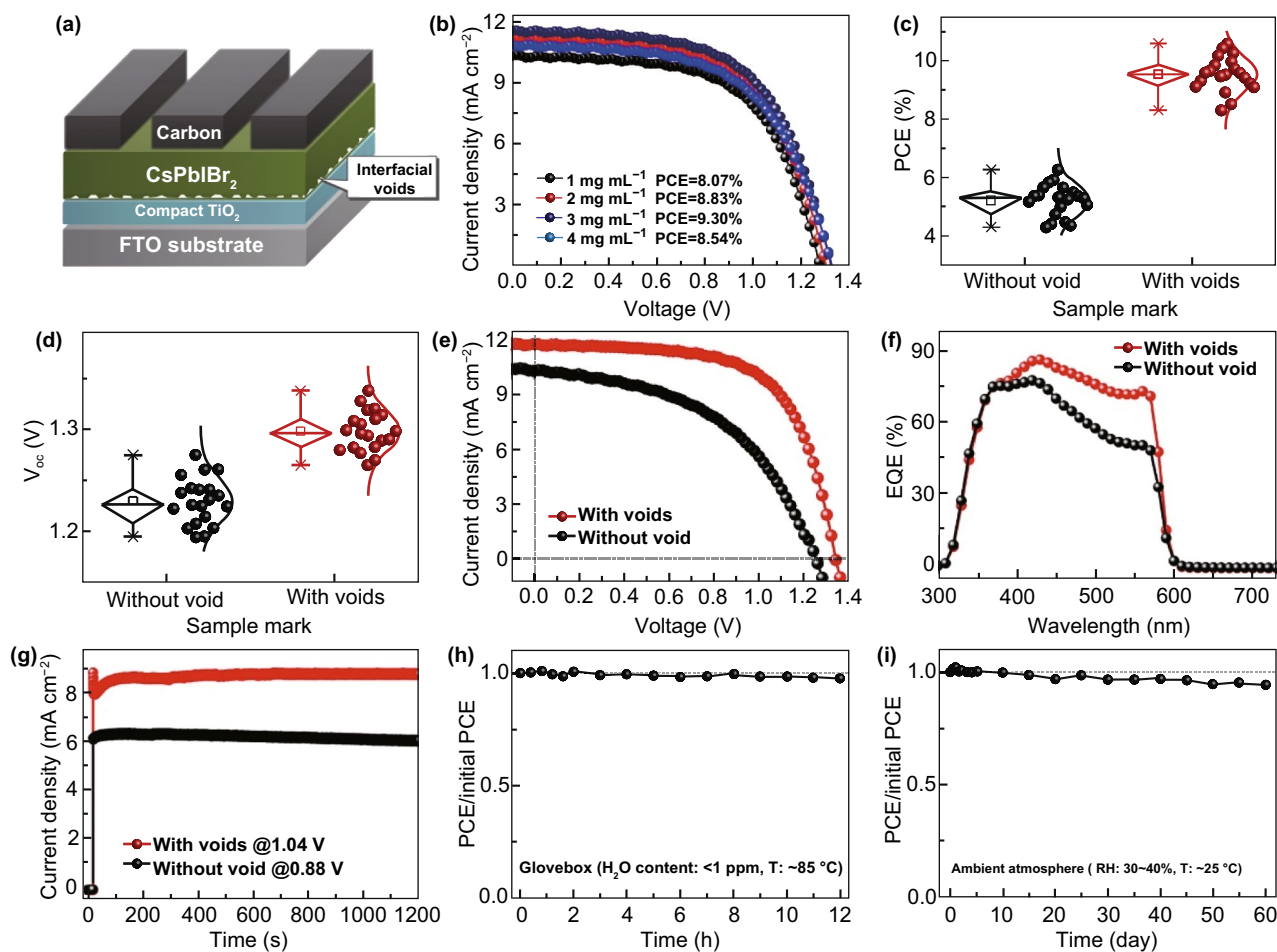 (a)
Carbon
CsPbIBr₂
Interfacial
voids
Compact TiO₂
FTO substrate
(b)
12
9
6
3
Current density (mA cm⁻²)
1 mg mL⁻¹ PCE=8.07%
2 mg mL⁻¹ PCE=8.83%
3 mg mL⁻¹ PCE=9.30%
4 mg mL⁻¹ PCE=8.54%
0.0 0.2 0.4 0.6 0.8 1.0 1.2 1.4
Voltage (V)
(c)
10
8
6
4
PCE (%)
Without void With voids
Sample mark
(d)
1.3
1.2
Voc (V)
Without void With voids
Sample mark
(e)
12
9
6
3
0
Current density (mA cm⁻²)
With voids
Without void
0.0 0.2 0.4 0.6 0.8 1.0 1.2 1.4
Voltage (V)
(f)
90
60
30
0
EQE (%)
With voids
Without void
300 400 500 600 700
Wavelength (nm)
(g)
8
6
4
8
2
0
Current density (mA cm⁻²)
With voids @1.04 V
Without void @0.88 V
0 200 400 600 800 1000 1200
Time (s)
(h)
1.0
0.5
1.0
PCE/initial PCE
Glovebox (H₂O content: <1 ppm, T: ~85 °C)
0 2 4 6 8 10 12
Time (h)
(i)
1.0
0.5
1.0
PCE/initial PCE
Ambient atmosphere ( RH: 30~40%, T: ~25 °C)
0 10 20 30 40 50 60
Time (day)